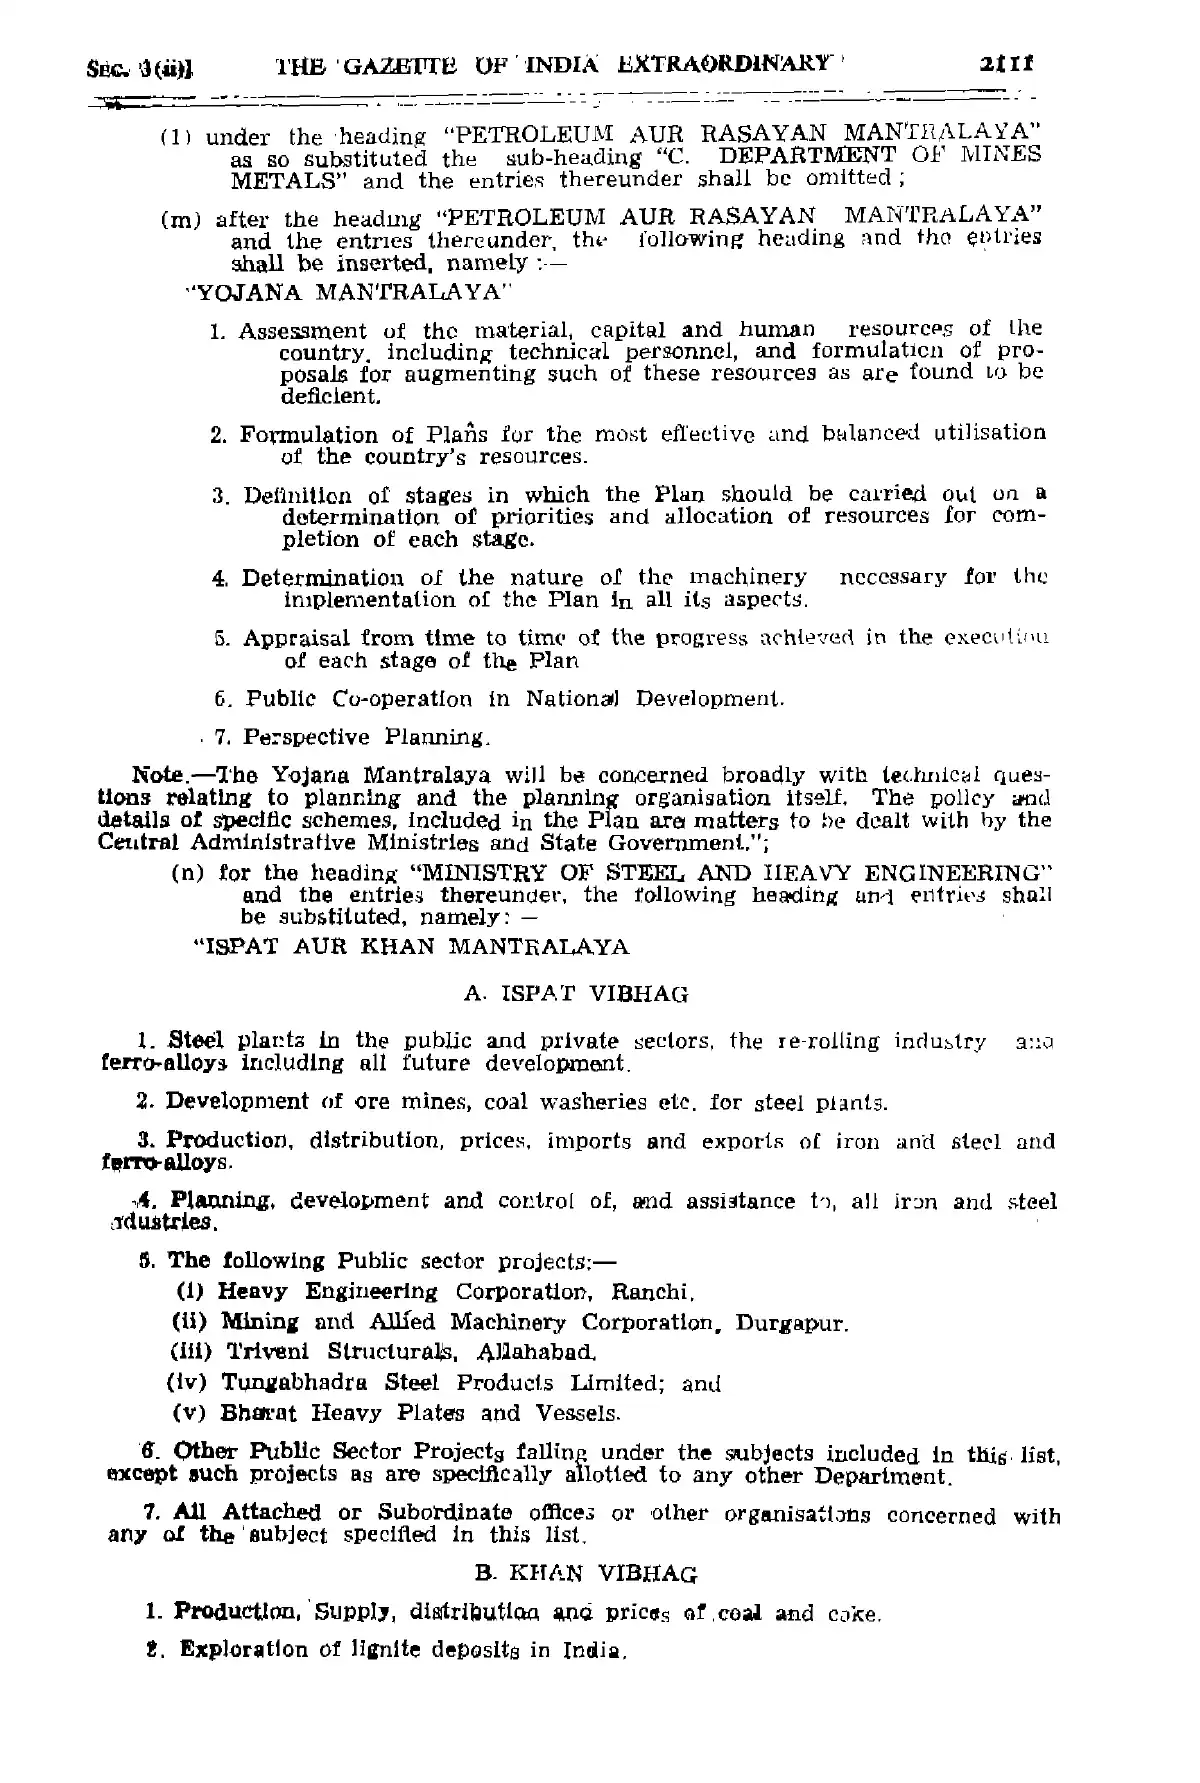 SEC. 3(ii)] THE GAZETTE OF INDIA EXTRAORDINARY 2111
(l) under the heading "PETROLEUM AUR RASAYAN MANTRALAYA"
as so substituted the sub-heading "C. DEPARTMENT OF MINES
METALS" and the entries thereunder shall be omitted;
(m) after the heading "PETROLEUM AUR RASAYAN MANTRALAYA"
and the entries thereunder, the following heading and the entries
shall be inserted, namely :—
"YOJANA MANTRALAYA"
1. Assessment of the material, capital and human resources of the
country, including technical personnel, and formulation of pro-
posals for augmenting such of these resources as are found to be
deficient.
2. Formulation of Plans for the most effective and balanced utilisation
of the country's resources.
3. Definition of stages in which the Plan should be carried out on a
determination of priorities and allocation of resources for com-
pletion of each stage.
4. Determination of the nature of the machinery necessary for the
implementation of the Plan in all its aspects.
5. Appraisal from time to time of the progress achieved in the execution
of each stage of the Plan
6. Public Co-operation in National Development.
7. Perspective Planning.
Note.—The Yojana Mantralaya will be concerned broadly with technical ques-
tions relating to planning and the planning organisation itself. The policy and
details of specific schemes, included in the Plan are matters to be dealt with by the
Central Administrative Ministries and State Government.";
(n) for the heading "MINISTRY OF STEEL AND HEAVY ENGINEERING"
and the entries thereunder, the following heading and entries shall
be substituted, namely: —
"ISPAT AUR KHAN MANTRALAYA
A. ISPAT VIBHAG
1. Steel plants in the public and private sectors, the re-rolling industry and
ferro-alloys including all future development.
2. Development of ore mines, coal washeries etc. for steel plants.
3. Production, distribution, prices, imports and exports of iron and steel and
ferro-alloys.
4. Planning, development and control of, and assistance to, all iron and steel
industries.
5. The following Public sector projects:—
(i) Heavy Engineering Corporation, Ranchi,
(ii) Mining and Allied Machinery Corporation, Durgapur.
(iii) Triveni Structurals, Allahabad,
(iv) Tungabhadra Steel Products Limited; and
(v) Bharat Heavy Plates and Vessels.
6. Other Public Sector Projects falling under the subjects included in this list,
except such projects as are specifically allotted to any other Department.
7. All Attached or Subordinate offices or other organisations concerned with
any of the subject specified in this list.
B. KHAN VIBHAG
1. Production, Supply, distribution and prices of coal and coke.
2. Exploration of lignite deposits in India.